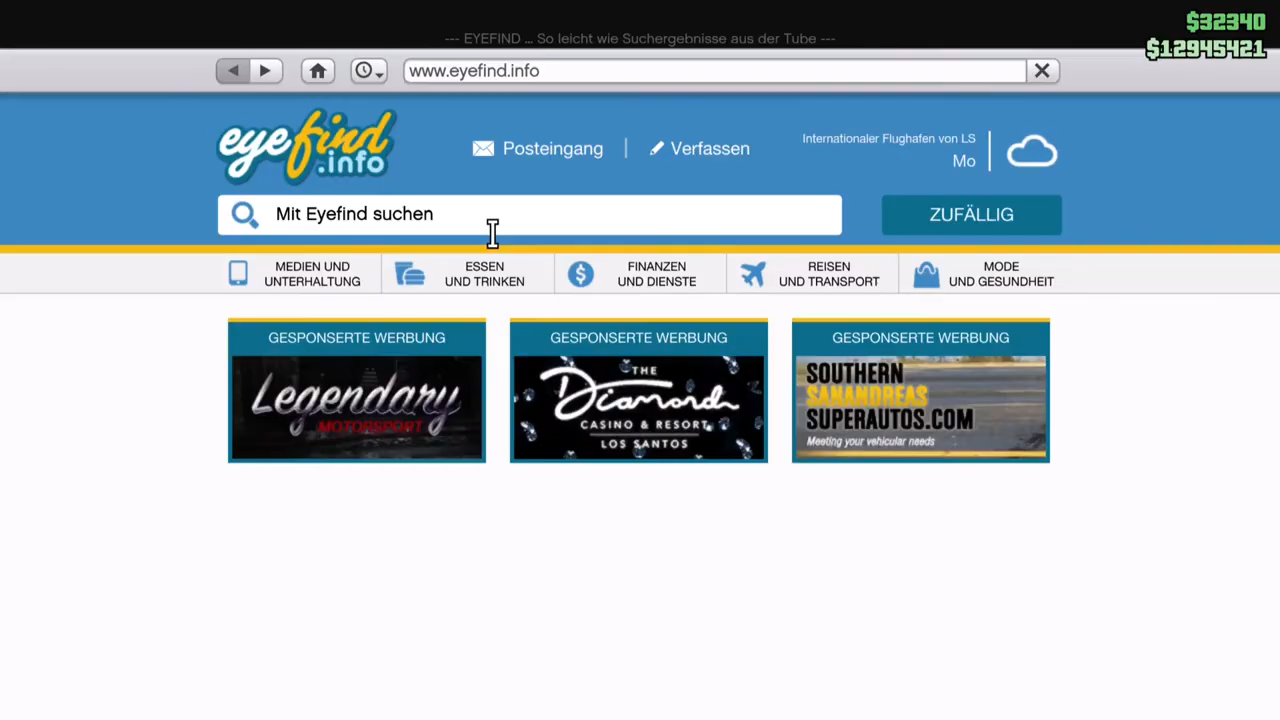 $32340
$12945421
--- EYEFIND ... So leicht wie Suchergebnisse aus der Tube ---
www.eyefind.info
eyefind
.info
Posteingang | Verfassen
Internationaler Flughafen von LS
Mo
Mit Eyefind suchen
ZUFÄLLIG
MEDIEN UND
UNTERHALTUNG
ESSEN
UND TRINKEN
FINANZEN
UND DIENSTE
REISEN
UND TRANSPORT
MODE
UND GESUNDHEIT
GESPONSERTE WERBUNG
Legendary
MOTORSPORT
GESPONSERTE WERBUNG
THE
Diamond
CASINO & RESORT
LOS SANTOS
GESPONSERTE WERBUNG
SOUTHERN
SANANDREAS
SUPERAUTOS.COM
Meeting your vehicular needs